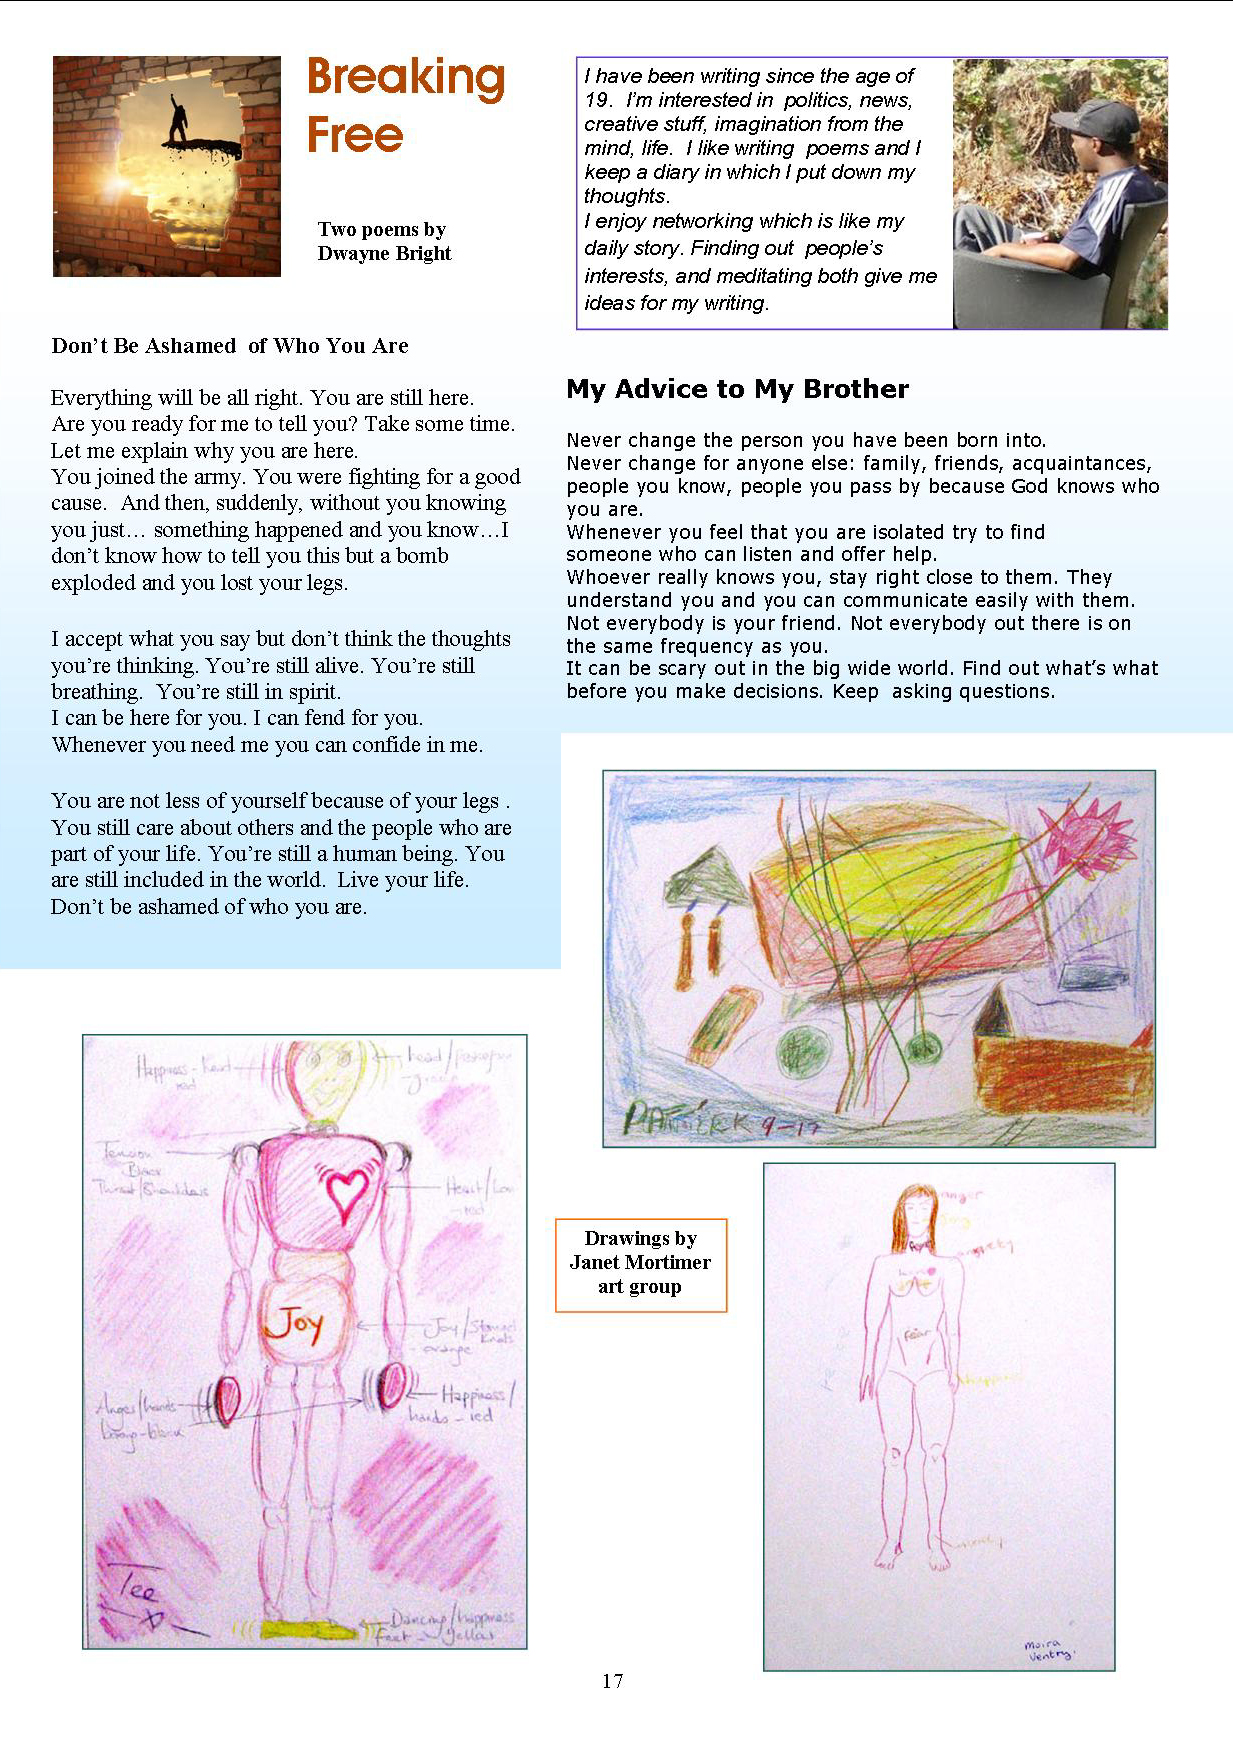 Breaking
Free
Two poems by
Dwayne Bright
I have been writing since the age of
19.  I'm interested in  politics, news,
creative stuff, imagination from the
mind, life.  I like writing  poems and I
keep a diary in which I put down my
thoughts.
I enjoy networking which is like my
daily story. Finding out  people's
interests, and meditating both give me
ideas for my writing.
Don't Be Ashamed  of Who You Are
Everything will be all right. You are still here.
Are you ready for me to tell you? Take some time.
Let me explain why you are here.
You joined the army. You were fighting for a good
cause.  And then, suddenly, without you knowing
you just… something happened and you know…I
don't know how to tell you this but a bomb
exploded and you lost your legs.
I accept what you say but don't think the thoughts
you're thinking. You're still alive. You're still
breathing.  You're still in spirit.
I can be here for you. I can fend for you.
Whenever you need me you can confide in me.
You are not less of yourself because of your legs .
You still care about others and the people who are
part of your life. You're still a human being. You
are still included in the world.  Live your life.
Don't be ashamed of who you are.
My Advice to My Brother
Never change the person you have been born into.
Never change for anyone else: family, friends, acquaintances,
people you know, people you pass by because God knows who
you are.
Whenever you feel that you are isolated try to find
someone who can listen and offer help.
Whoever really knows you, stay right close to them. They
understand you and you can communicate easily with them.
Not everybody is your friend. Not everybody out there is on
the same frequency as you.
It can be scary out in the big wide world. Find out what's what
before you make decisions. Keep  asking questions.
Happiness - head
red
head/
Tension
Black
Throat/Shoulders
Heart/
red
Joy
Joy/Stomach
Knots
- orange
Anger/hands
Happiness/
hands - red
Tee
Dancing/happiness
Feet - yellow
Drawings by
Janet Mortimer
art group
anger
anxiety
fear
Moira
Ventry.
17